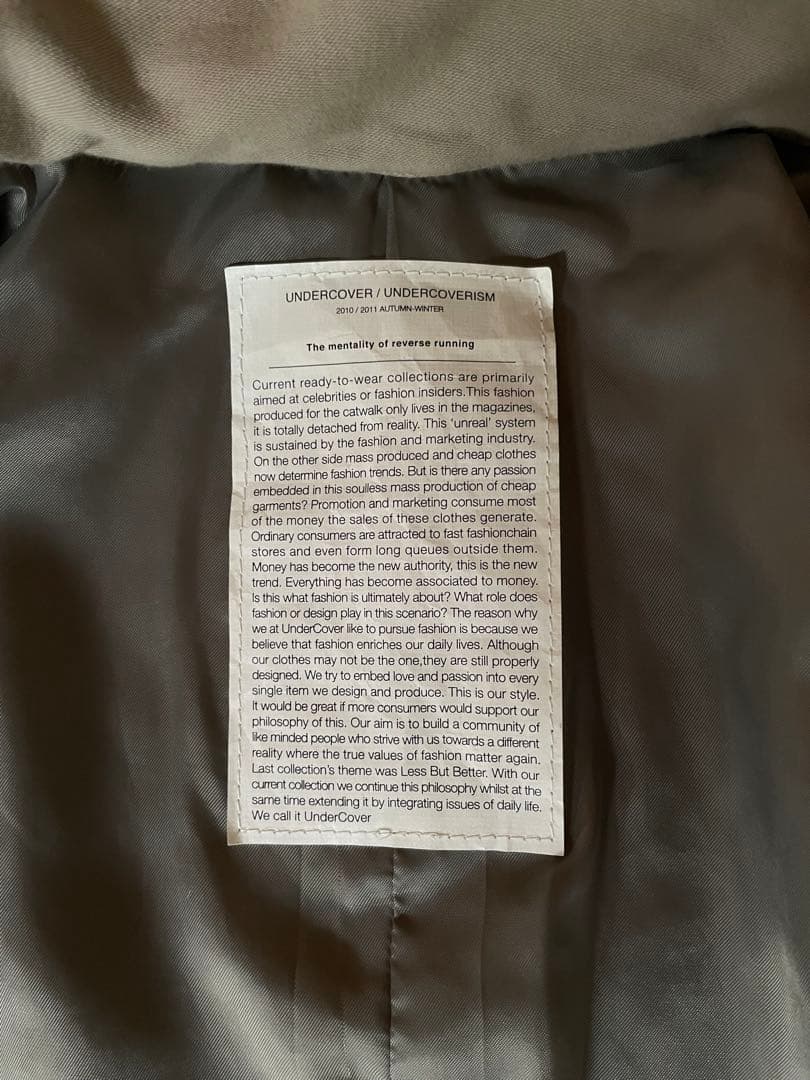 UNDERCOVER / UNDERCOVERISM
2010 / 2011 AUTUMN-WINTER
The mentality of reverse running
Current ready-to-wear collections are primarily
aimed at celebrities or fashion insiders.This fashion
produced for the catwalk only lives in the magazines,
it is totally detached from reality. This ‘unreal’ system
is sustained by the fashion and marketing industry.
On the other side mass produced and cheap clothes
now determine fashion trends. But is there any passion
embedded in this soulless mass production of cheap
garments? Promotion and marketing consume most
of the money the sales of these clothes generate.
Ordinary consumers are attracted to fast fashionchain
stores and even form long queues outside them.
Money has become the new authority, this is the new
trend. Everything has become associated to money.
Is this what fashion is ultimately about? What role does
fashion or design play in this scenario? The reason why
we at UnderCover like to pursue fashion is because we
believe that fashion enriches our daily lives. Although
our clothes may not be the one,they are still properly
designed. We try to embed love and passion into every
single item we design and produce. This is our style.
It would be great if more consumers would support our
philosophy of this. Our aim is to build a community of
like minded people who strive with us towards a different
reality where the true values of fashion matter again.
Last collection's theme was Less But Better. With our
current collection we continue this philosophy whilst at the
same time extending it by integrating issues of daily life.
We call it UnderCover